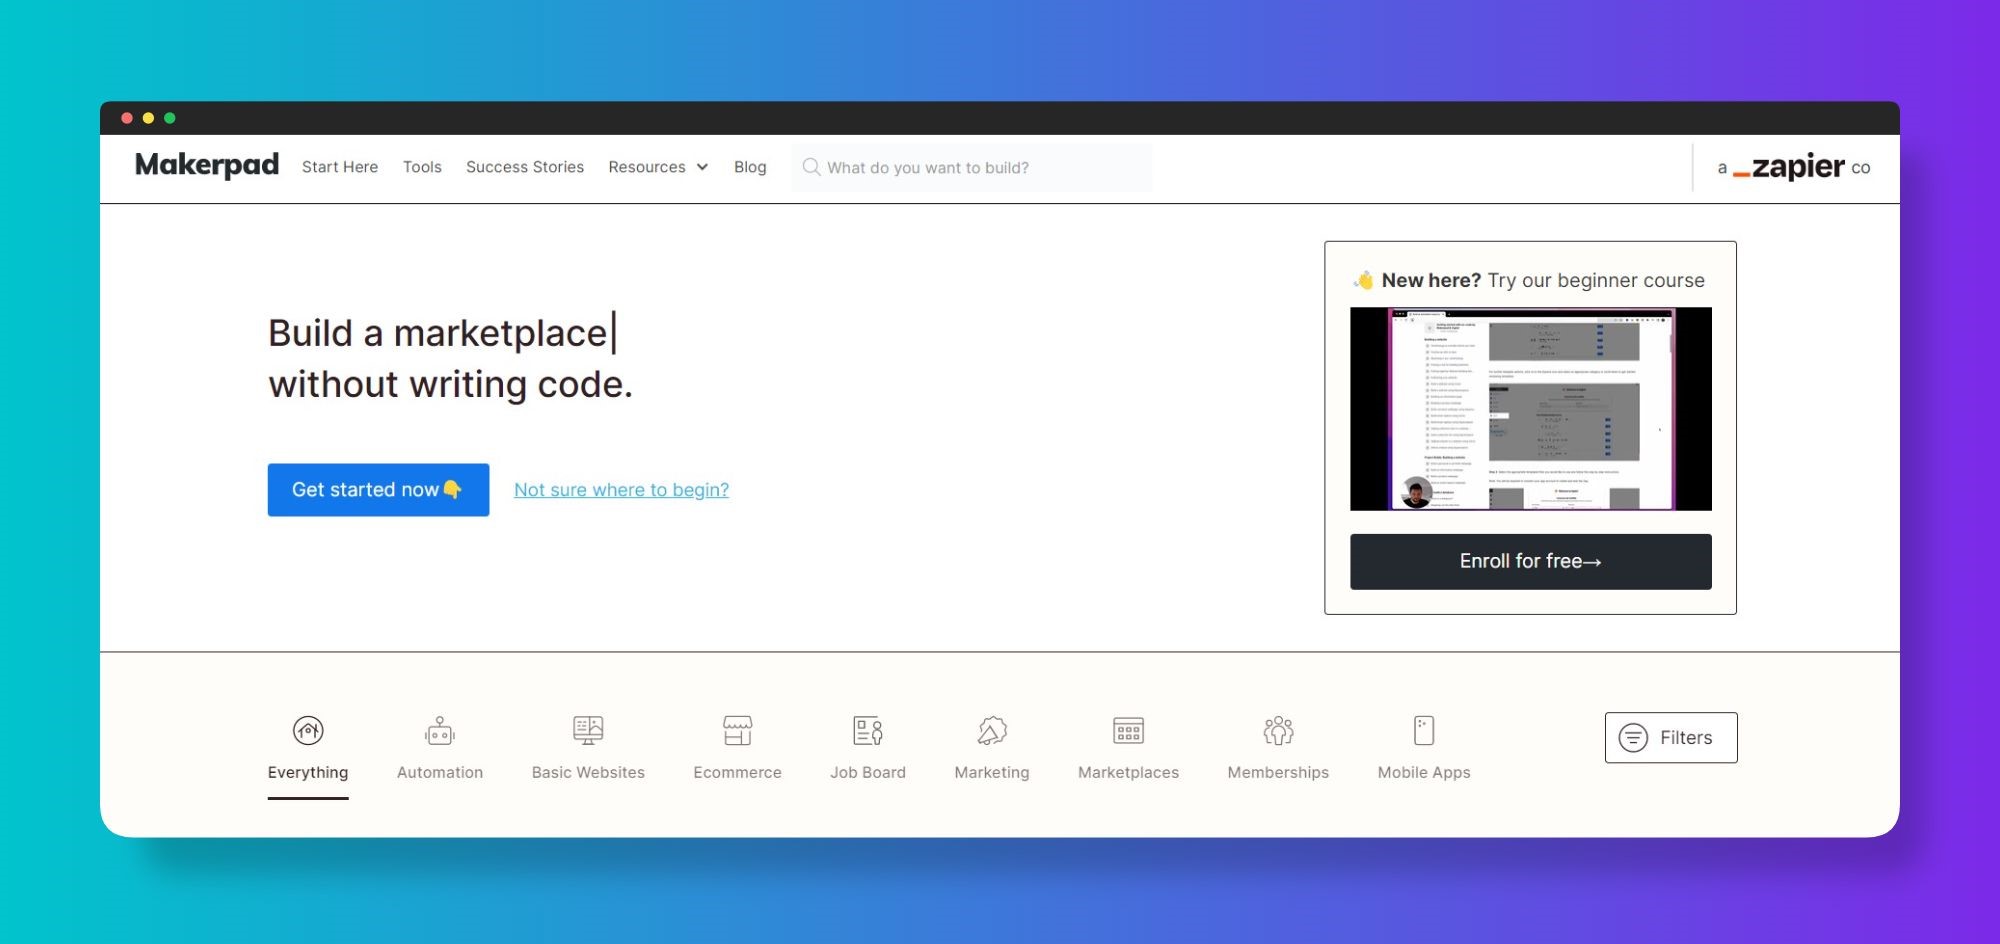 Makerpad Start Here Tools Success Stories Resources Blog What do you want to build? a _zapier co
👋 New here? Try our beginner course
Build a marketplace|
without writing code.
Get started now👇 Not sure where to begin?
Enroll for free→
Everything Automation Basic Websites Ecommerce Job Board Marketing Marketplaces Memberships Mobile Apps Filters